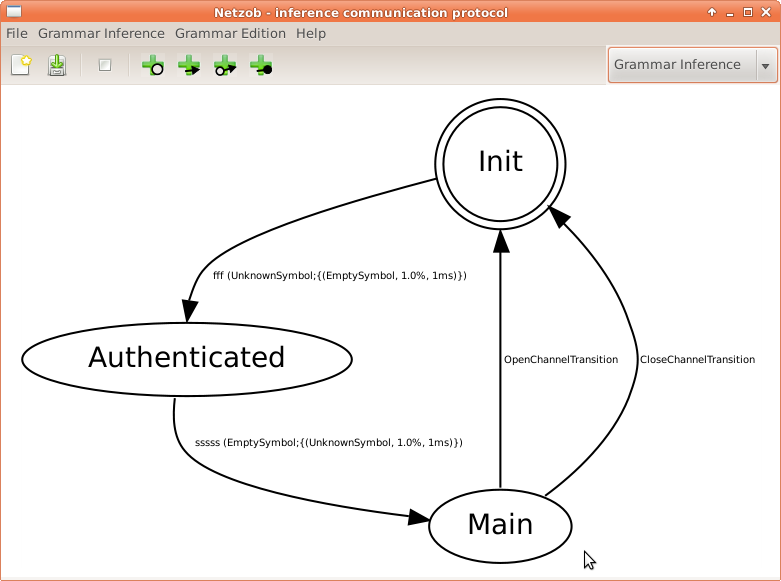 Netzob - inference communication protocol
File Grammar Inference Grammar Edition Help
Grammar Inference
Init
fff (UnknownSymbol;{(EmptySymbol, 1.0%, 1ms)})
Authenticated
OpenChannelTransition
CloseChannelTransition
sssss (EmptySymbol;{(UnknownSymbol, 1.0%, 1ms)})
Main